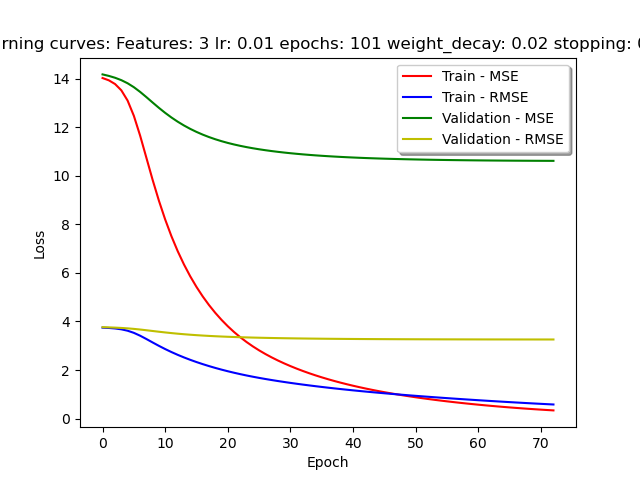 rning curves: Features: 3 lr: 0.01 epochs: 101 weight_decay: 0.02 stopping:
Train - MSE
Train - RMSE
Validation - MSE
Validation - RMSE
Loss
14
12
10
8
6
4
2
0
0 10 20 30 40 50 60 70
Epoch